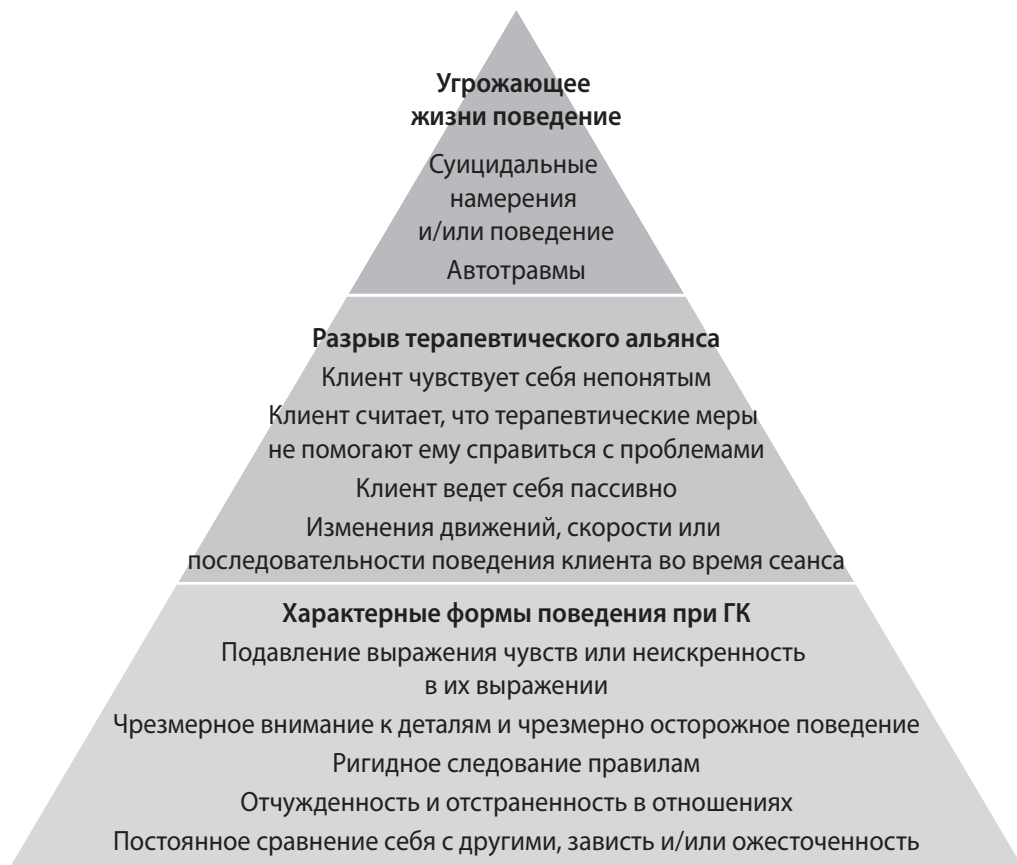 Угрожающее
жизни поведение
Суицидальные
намерения
и/или поведение
Автотравмы
Разрыв терапевтического альянса
Клиент чувствует себя непонятым
Клиент считает, что терапевтические меры
не помогают ему справиться с проблемами
Клиент ведет себя пассивно
Изменения движений, скорости или
последовательности поведения клиента во время сеанса
Характерные формы поведения при ГК
Подавление выражения чувств или неискренность
в их выражении
Чрезмерное внимание к деталям и чрезмерно осторожное поведение
Ригидное следование правилам
Отчужденность и отстраненность в отношениях
Постоянное сравнение себя с другими, зависть и/или ожесточенность